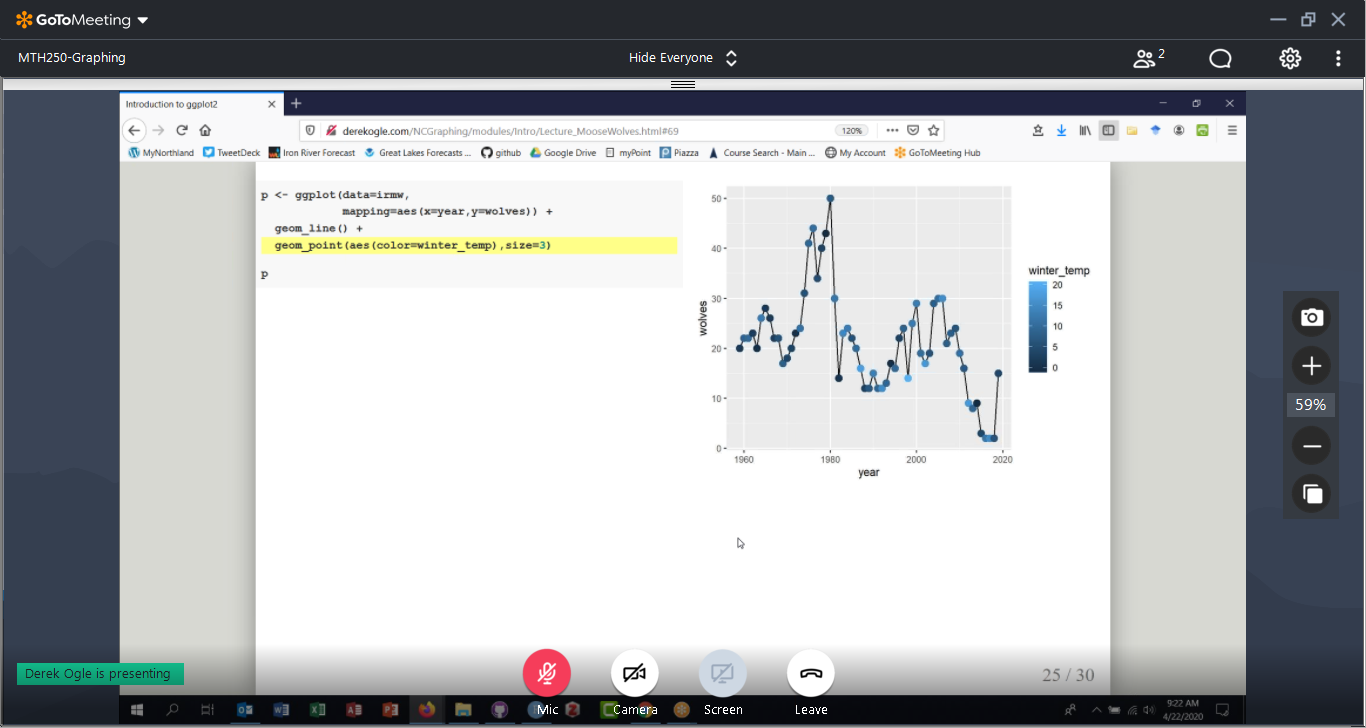 GoToMeeting
MTH250-Graphing
Hide Everyone
2
Introduction to ggplot2
derekogle.com/NCGraphing/modules/Intro/Lecture_MooseWolves.html#69
120%
MyNorthland
TweetDeck
Iron River Forecast
Great Lakes Forecasts ...
github
Google Drive
myPoint
Piazza
Course Search - Main ...
My Account
GoToMeeting Hub
p <- ggplot(data=irmw,
mapping=aes(x=year,y=wolves)) +
geom_line() +
geom_point(aes(color=winter_temp),size=3)
p
50
40
30
20
10
0
wolves
1960
1980
2000
2020
year
winter_temp
20
15
10
5
0
59%
Derek Ogle is presenting
25 / 30
Mic
Camera
Screen
Leave
9:22 AM
4/22/2020